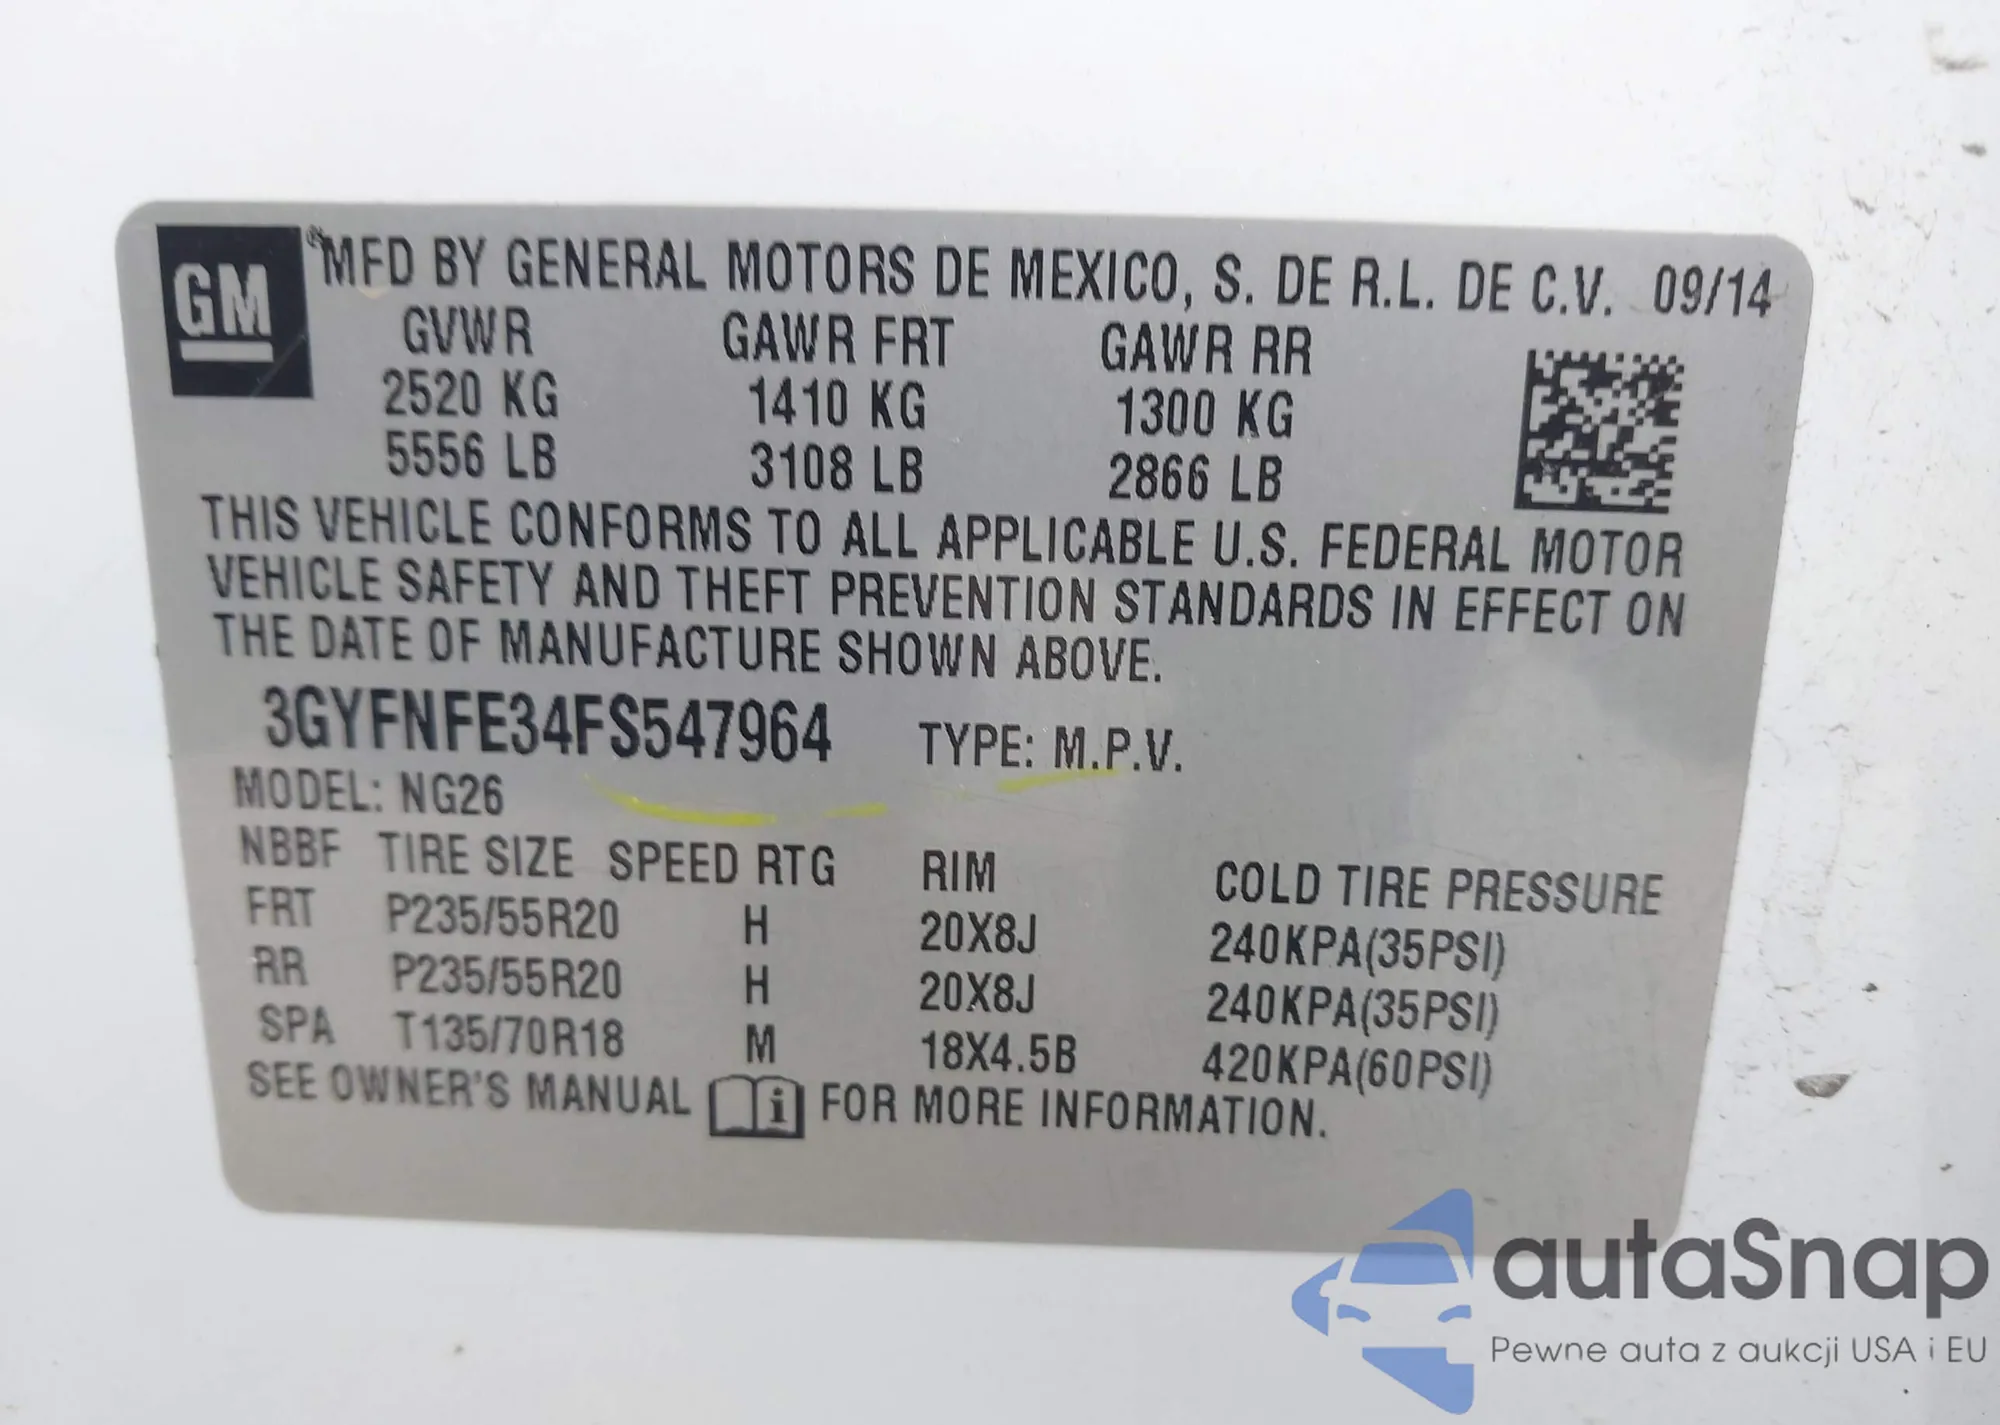 GM ®MFD BY GENERAL MOTORS DE MEXICO, S. DE R.L. DE C.V. 09/14
GVWR GAWR FRT GAWR RR
2520 KG 1410 KG 1300 KG
5556 LB 3108 LB 2866 LB
THIS VEHICLE CONFORMS TO ALL APPLICABLE U.S. FEDERAL MOTOR
VEHICLE SAFETY AND THEFT PREVENTION STANDARDS IN EFFECT ON
THE DATE OF MANUFACTURE SHOWN ABOVE.
3GYFNFE34FS547964 TYPE: M.P.V.
MODEL: NG26
NBBF TIRE SIZE SPEED RTG RIM COLD TIRE PRESSURE
FRT P235/55R20 H 20X8J 240KPA(35PSI)
RR P235/55R20 H 20X8J 240KPA(35PSI)
SPA T135/70R18 M 18X4.5B 420KPA(60PSI)
SEE OWNER'S MANUAL i FOR MORE INFORMATION.
autaSnap
Pewne auta z aukcji USA i EU